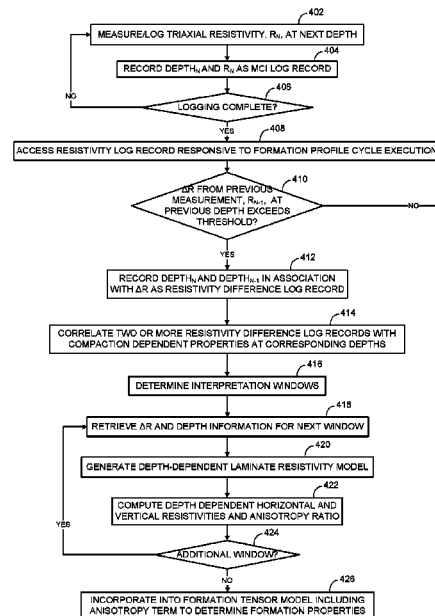 402
MEASURE/LOG TRIAXIAL RESISTIVITY, RN, AT NEXT DEPTH
404
RECORD DEPTHN AND RN AS MCI LOG RECORD
406
NO
LOGGING COMPLETE?
YES
408
ACCESS RESISTIVITY LOG RECORD RESPONSIVE TO FORMATION PROFILE CYCLE EXECUTION
410
ΔR FROM PREVIOUS
MEASUREMENT, RN-1, AT
PREVIOUS DEPTH EXCEEDS
THRESHOLD?
NO
YES
412
RECORD DEPTHN AND DEPTHN-1 IN ASSOCIATION
WITH ΔR AS RESISTIVITY DIFFERENCE LOG RECORD
414
CORRELATE TWO OR MORE RESISTIVITY DIFFERENCE LOG RECORDS WITH
COMPACTION DEPENDENT PROPERTIES AT CORRESPONDING DEPTHS
416
DETERMINE INTERPRETATION WINDOWS
418
RETRIEVE ΔR AND DEPTH INFORMATION FOR NEXT WINDOW
420
GENERATE DEPTH-DEPENDENT LAMINATE RESISTIVITY MODEL
422
COMPUTE DEPTH DEPENDENT HORIZONTAL AND
VERTICAL RESISTIVITIES AND ANISOTROPY RATIO
YES
424
ADDITIONAL WINDOW?
NO
426
INCORPORATE INTO FORMATION TENSOR MODEL INCLUDING
ANISOTROPY TERM TO DETERMINE FORMATION PROPERTIES